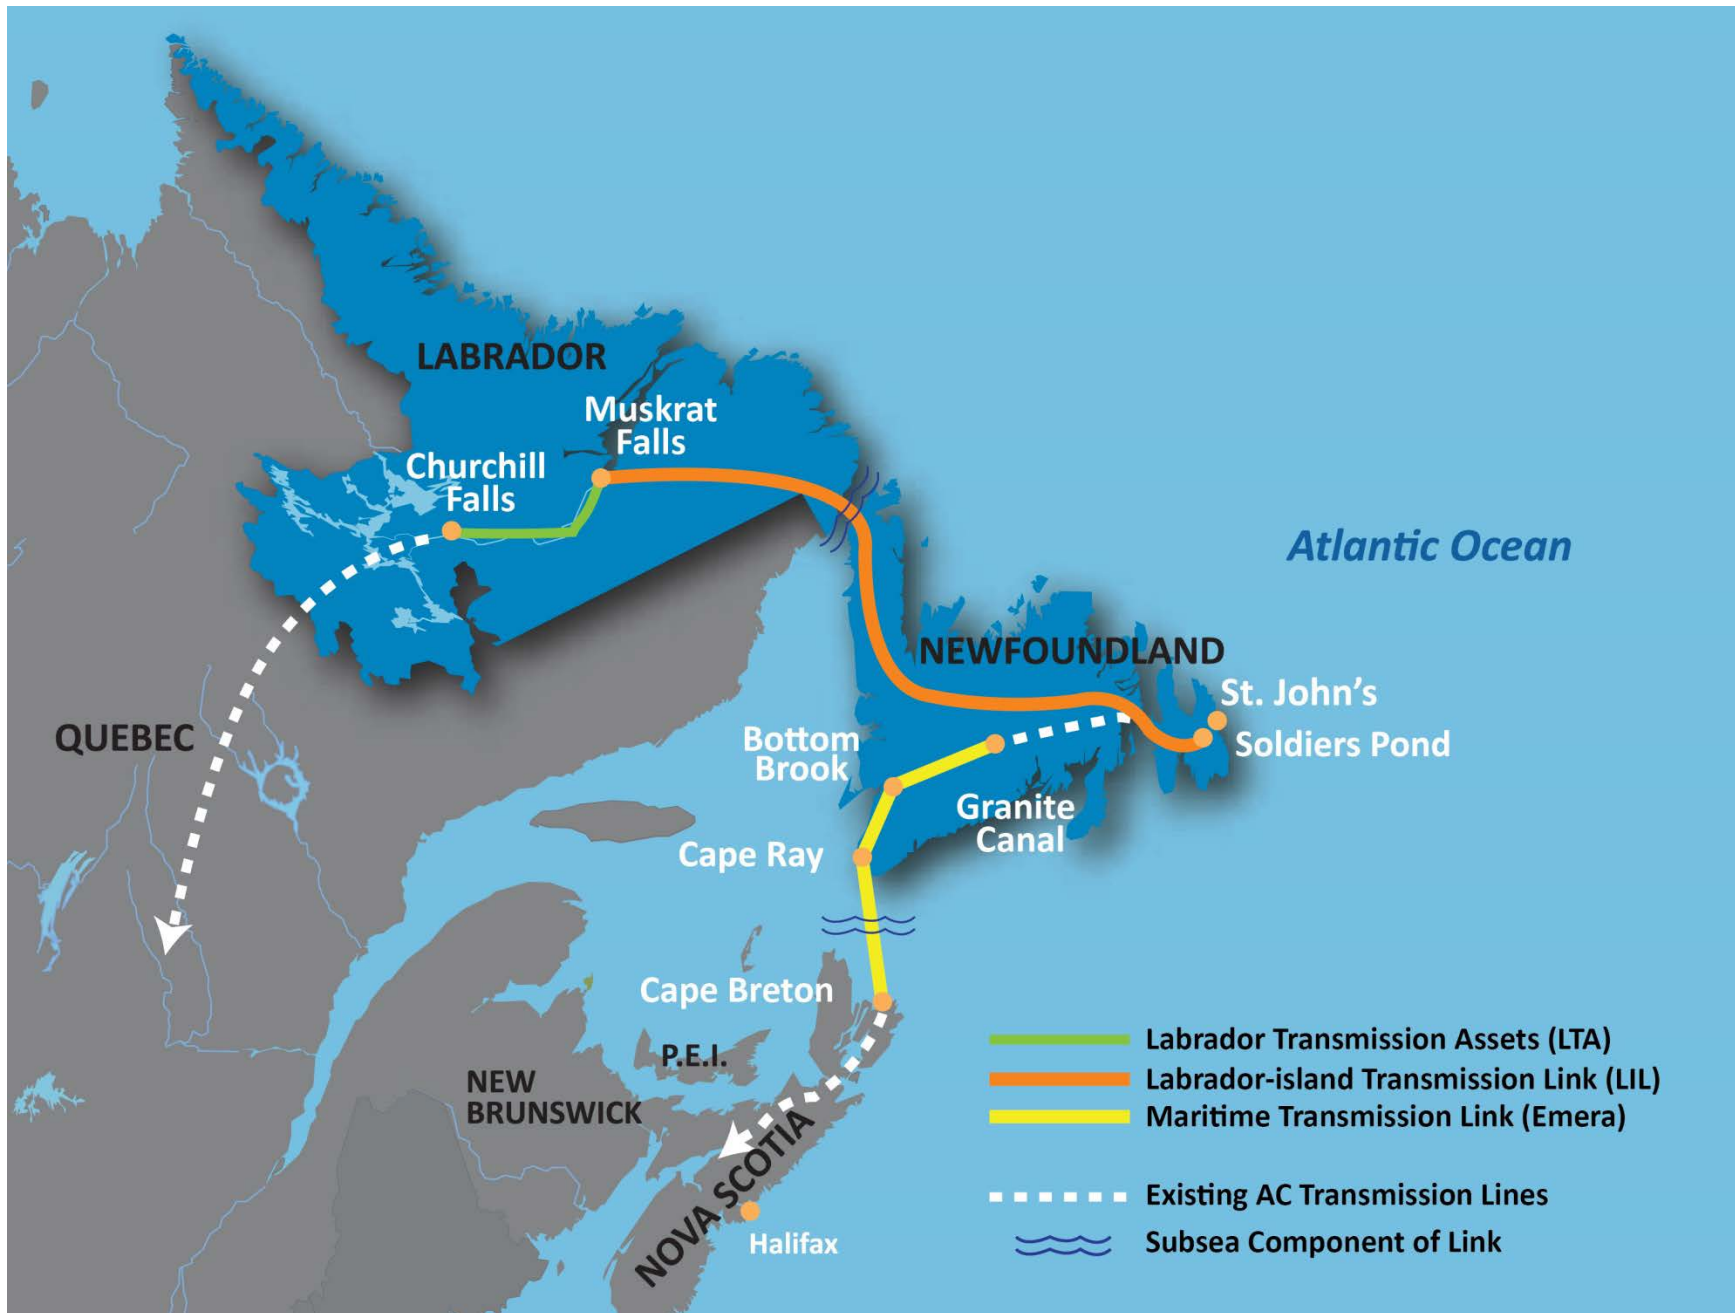 LABRADOR
Muskrat
Falls
Churchill
Falls
Atlantic Ocean
NEWFOUNDLAND
St. John’s
QUEBEC
Bottom
Brook
Soldiers Pond
Granite
Canal
Cape Ray
Cape Breton
P.E.I.
NEW
BRUNSWICK
NOVA SCOTIA
Halifax
Labrador Transmission Assets (LTA)
Labrador-island Transmission Link (LIL)
Maritime Transmission Link (Emera)
Existing AC Transmission Lines
Subsea Component of Link